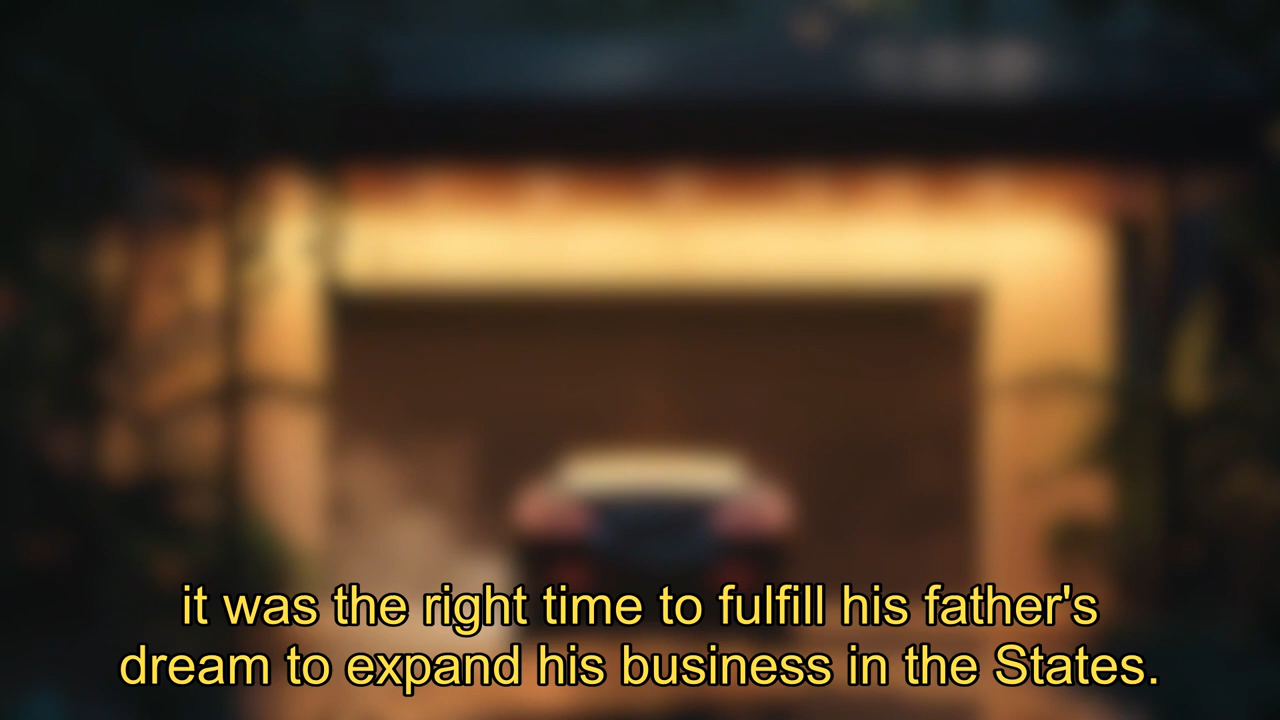 it was the right time to fulfill his father's
dream to expand his business in the States.